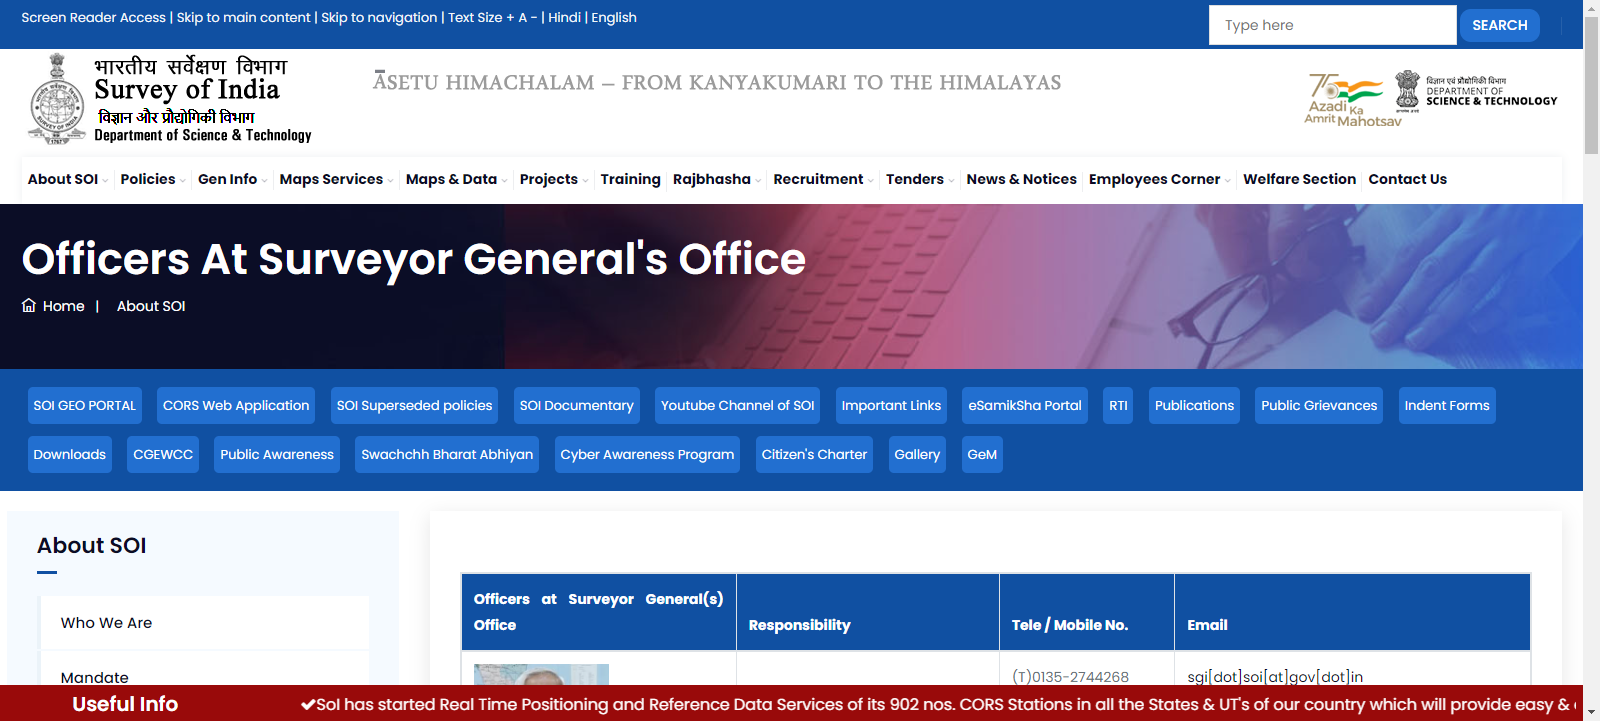 Screen Reader Access | Skip to main content | Skip to navigation | Text Size + A - | Hindi | English
Type here
SEARCH
भारतीय सर्वेक्षण विभाग
Survey of India
विज्ञान और प्रौद्योगिकी विभाग
Department of Science & Technology
SURVEY OF INDIA
1767
ĀSETU HIMACHALAM – FROM KANYAKUMARI TO THE HIMALAYAS
75
Azadi Ka
Amrit Mahotsav
विज्ञान एवं प्रौद्योगिकी विभाग
DEPARTMENT OF
SCIENCE & TECHNOLOGY
About SOI Policies Gen Info Maps Services Maps & Data Projects Training Rajbhasha Recruitment Tenders News & Notices Employees Corner Welfare Section Contact Us
Officers At Surveyor General's Office
Home | About SOI
SOI GEO PORTAL CORS Web Application SOI Superseded policies SOI Documentary Youtube Channel of SOI Important Links eSamikSha Portal RTI Publications Public Grievances Indent Forms
Downloads CGEWCC Public Awareness Swachchh Bharat Abhiyan Cyber Awareness Program Citizen's Charter Gallery GeM
About SOI
Who We Are
Mandate
Officers at Surveyor General(s)
Office
Responsibility
Tele / Mobile No.
Email
(T)0135-2744268
sgi[dot]soi[at]gov[dot]in
Useful Info
✔SoI has started Real Time Positioning and Reference Data Services of its 902 nos. CORS Stations in all the States & UT's of our country which will provide easy &